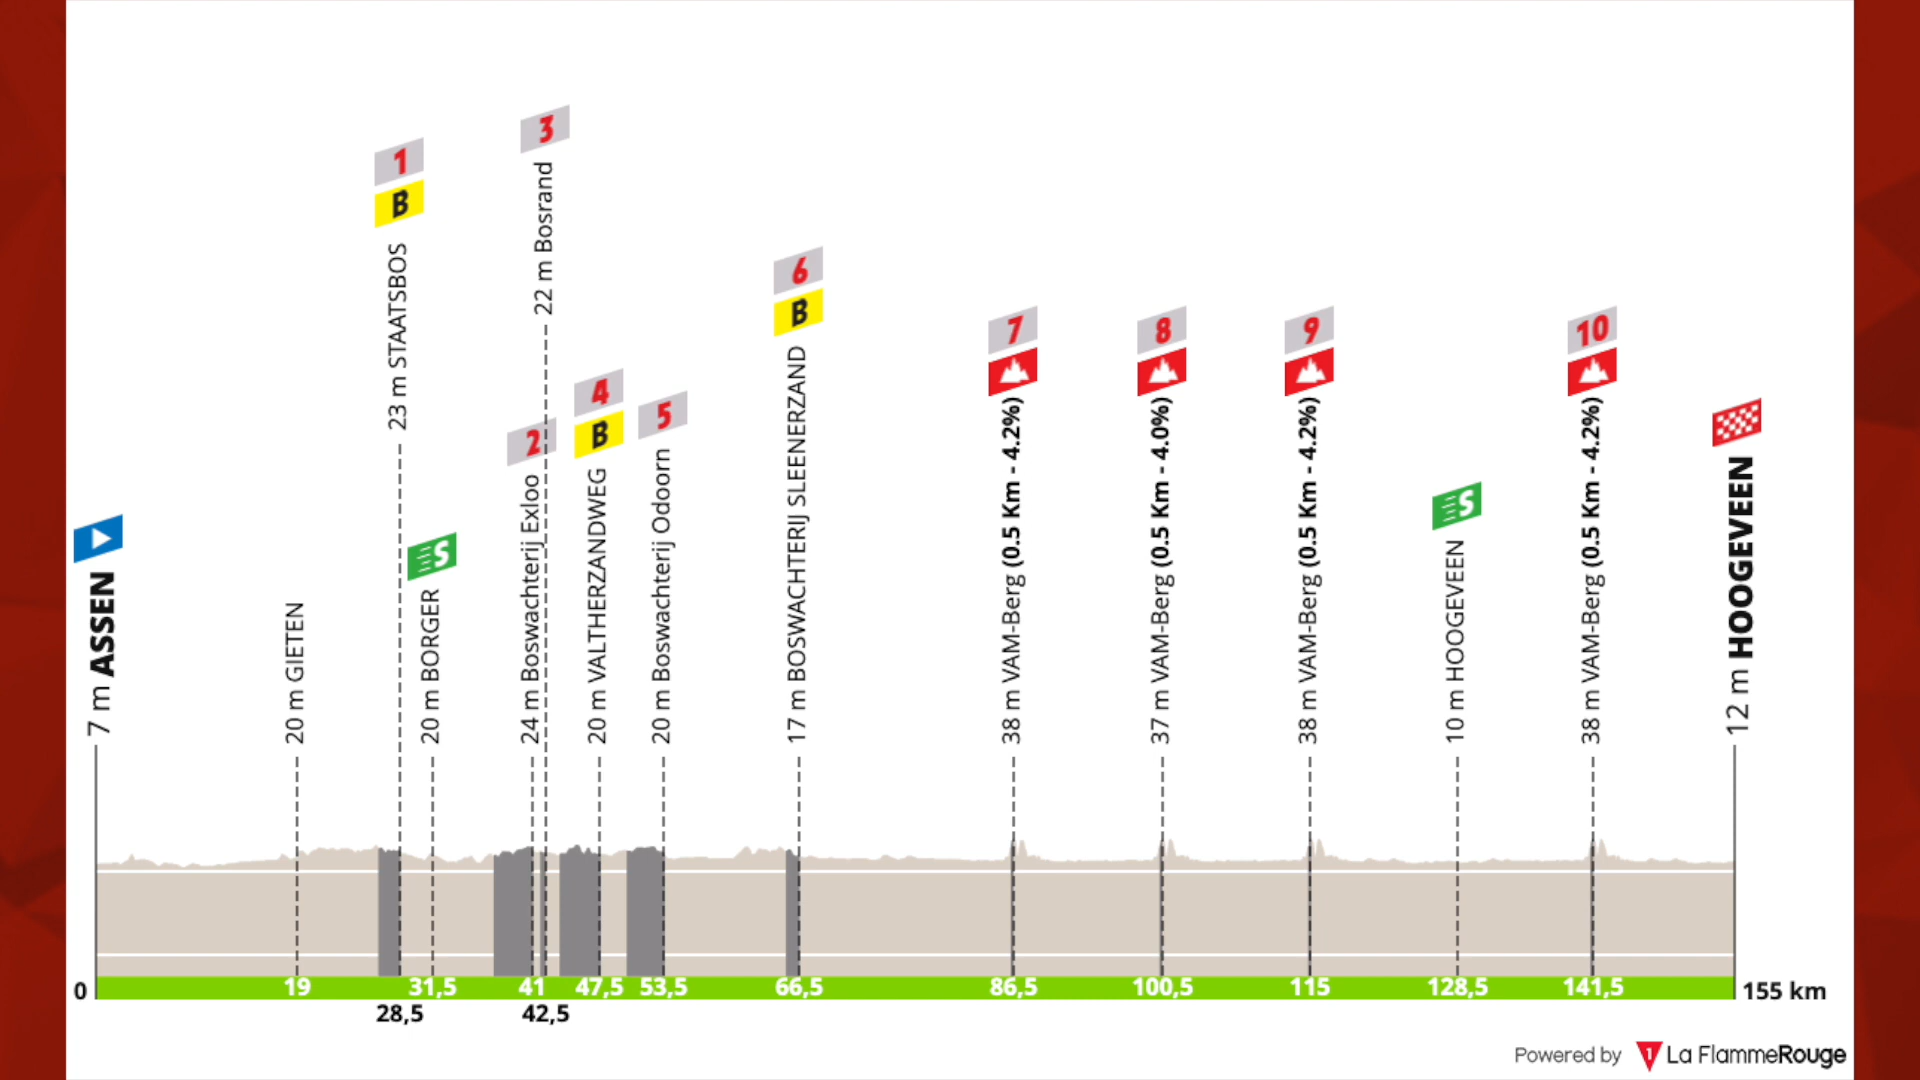 7 m ASSEN
20 m GIETEN
1
B
23 m STAATSBOS
S
20 m BORGER
2
24 m Boswachterij Exloo
3
22 m Bosrand
4
B
20 m VALTHERZANDWEG
5
20 m Boswachterij Odoorn
6
B
17 m BOSWACHTERIJ SLEENERZAND
7
38 m VAM-Berg (0.5 Km - 4.2%)
8
37 m VAM-Berg (0.5 Km - 4.0%)
9
38 m VAM-Berg (0.5 Km - 4.2%)
S
10 m HOOGEVEEN
10
38 m VAM-Berg (0.5 Km - 4.2%)
12 m HOOGEVEEN
0 19 31,5 41 47,5 53,5 66,5 86,5 100,5 115 128,5 141,5 155 km
28,5 42,5
Powered by 1 La FlammeRouge